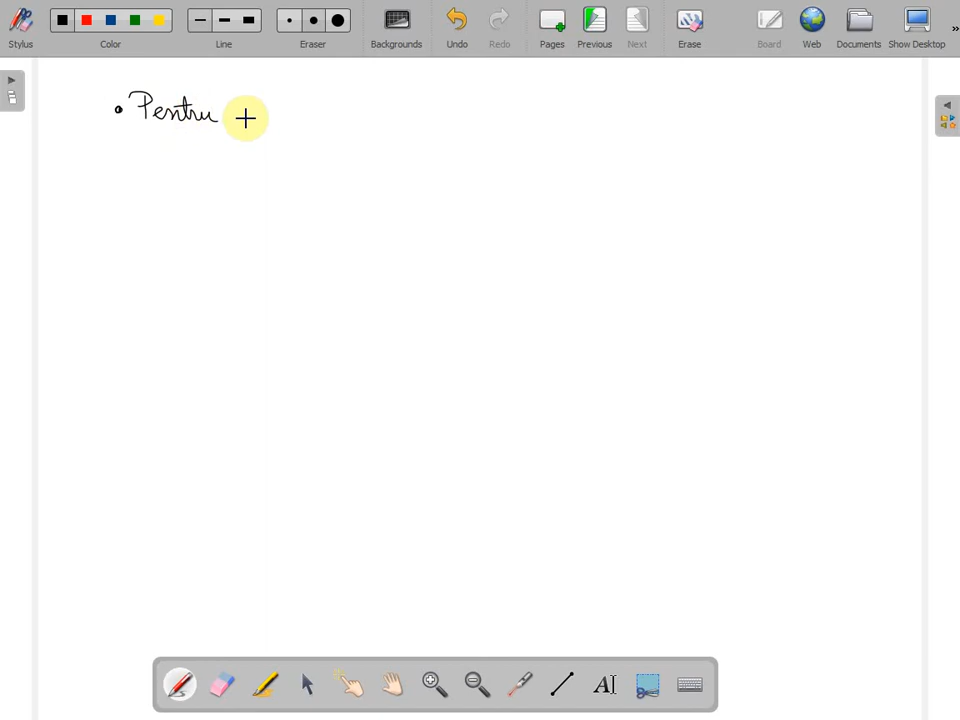 Stylus
Color
Line
Eraser
Backgrounds
Undo
Redo
Pages
Previous
Next
Erase
Board
Web
Documents
Show Desktop
»
• Pentru
A